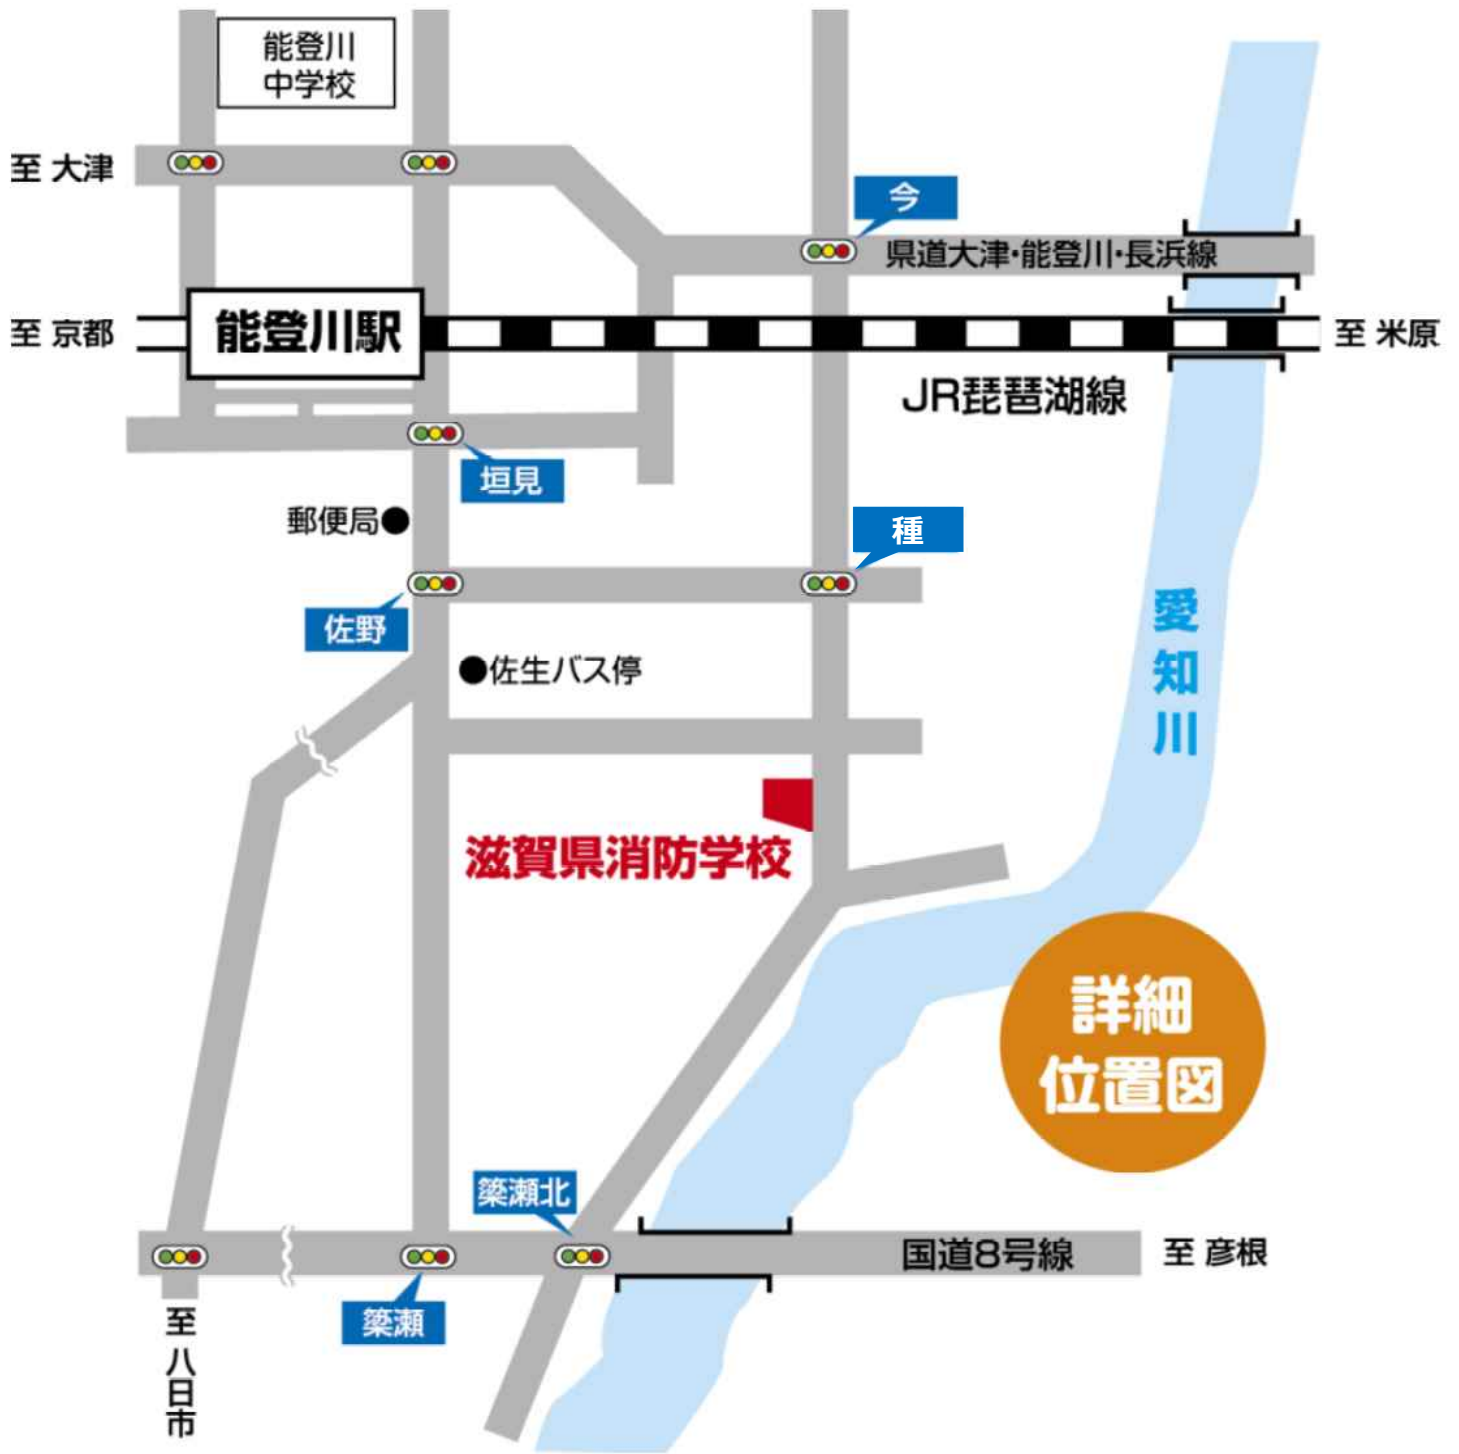 能登川
中学校
至 大津
今
県道大津・能登川・長浜線
至 京都
能登川駅
至 米原
JR琵琶湖線
垣見
郵便局●
種
佐野
愛知川
●佐生バス停
滋賀県消防学校
詳細
位置図
簗瀬北
国道8号線
至 彦根
簗瀬
至 八日市